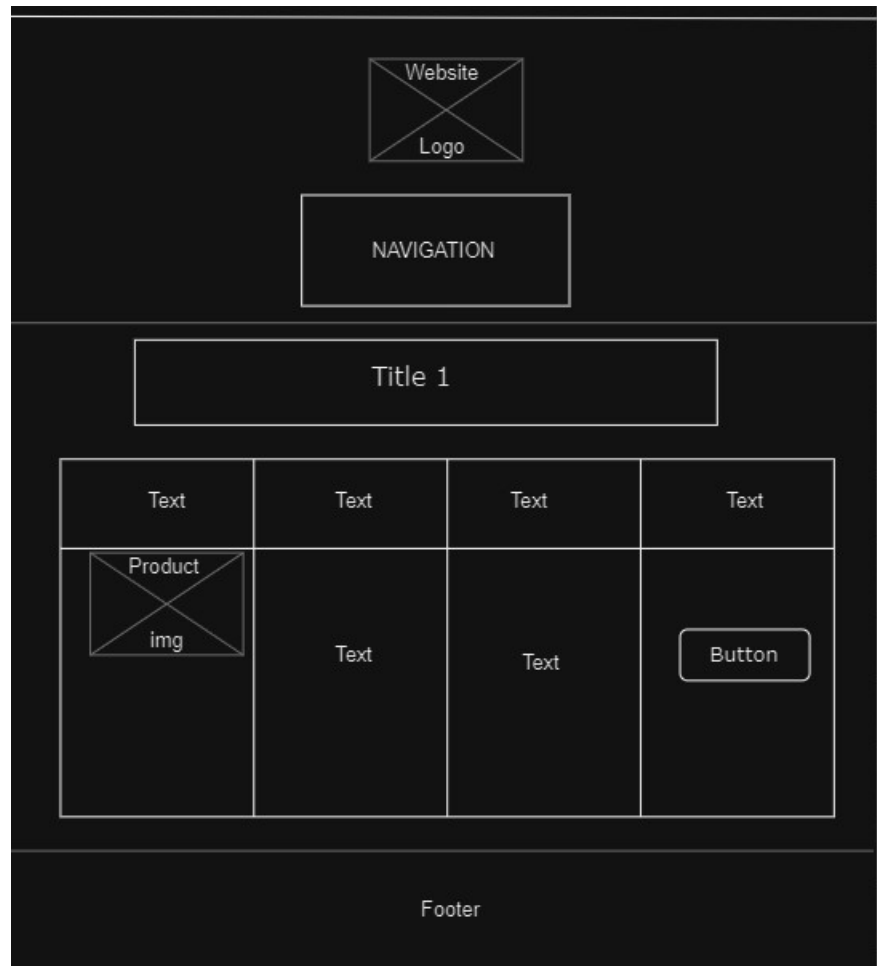 Website
Logo
NAVIGATION
Title 1
Text Text Text Text
Product
img
Text Text Button
Footer